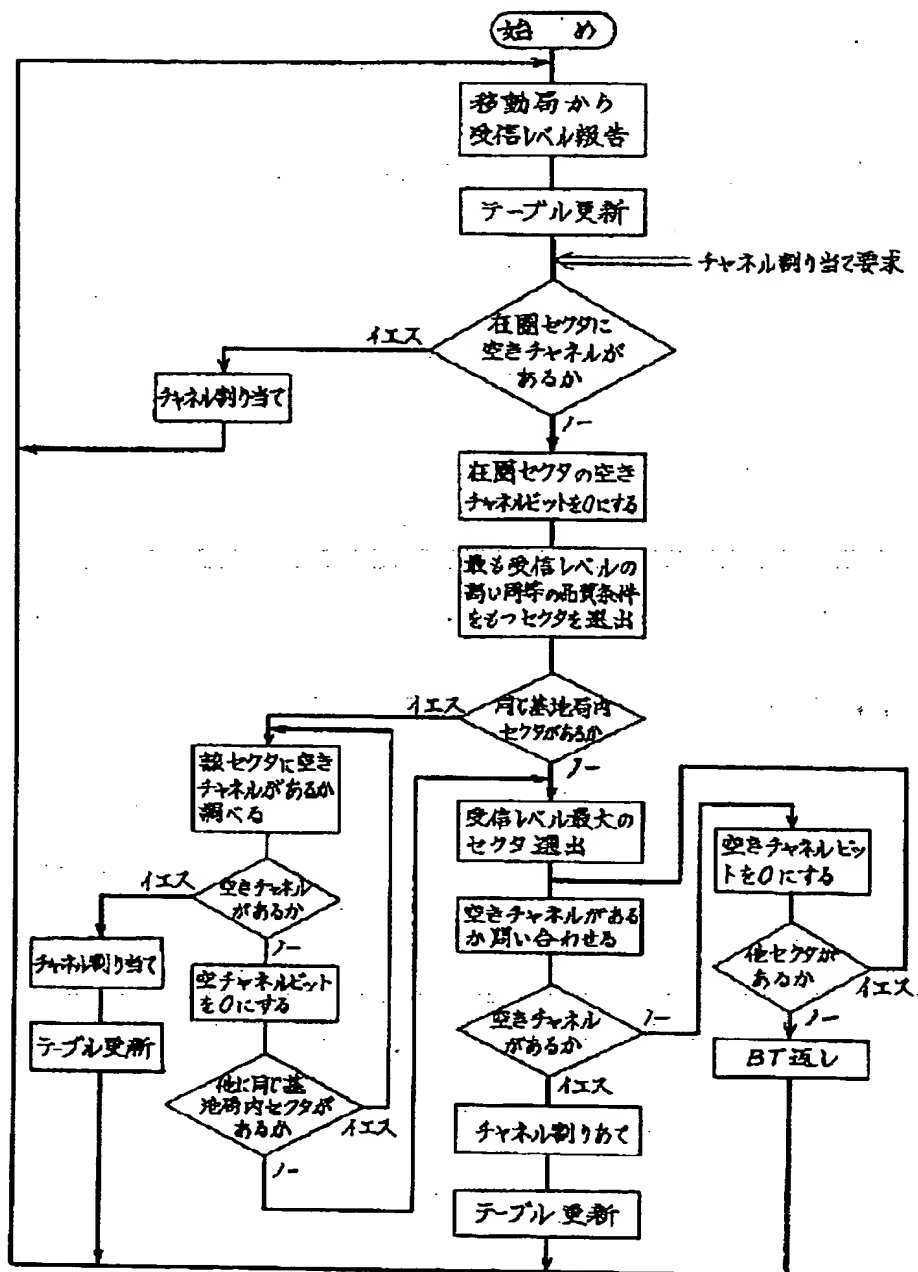 始 め
移動局から
受信レベル報告
テーブル更新
チャネル割り当て要求
在圏セクタに
空きチャネルが
あるか
イエス
チャネル割り当て
ノー
在圏セクタの空き
チャネルビットを0にする
最も受信レベルの
高い同等の品質条件
をもつセクタを選出
同じ基地局内
セクタがあるか
イエス
ノー
該セクタに空き
チャネルがあるか
調べる
空きチャネル
があるか
イエス
チャネル割り当て
テーブル更新
ノー
空チャネルビット
を0にする
他に同じ基
地局内セクタが
あるか
イエス
ノー
受信レベル最大の
セクタ選出
空きチャネルがある
か問い合わせる
空きチャネル
があるか
ノー
イエス
チャネル割りあて
テーブル更新
空きチャネルビッ
トを0にする
他セクタが
あるか
イエス
ノー
BT返し